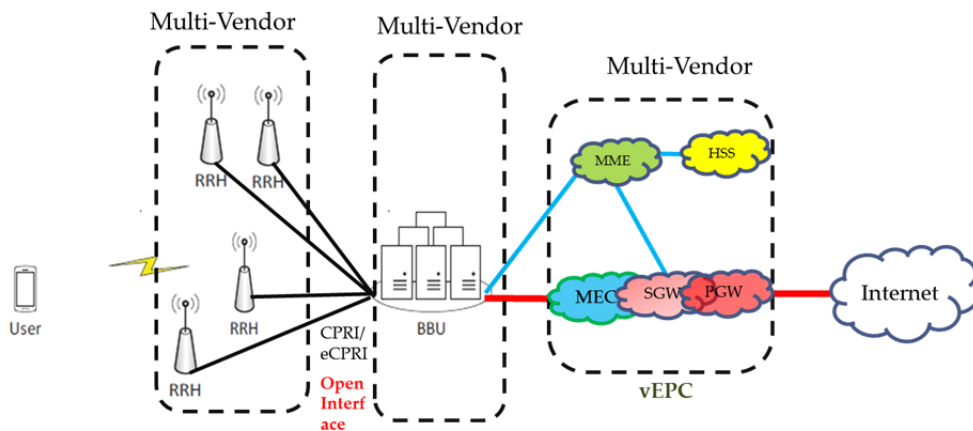 Multi-Vendor
Multi-Vendor
Multi-Vendor
RRH
RRH
MME
HSS
User
RRH
RRH
CPRI/
eCPRI
Open
Interf
ace
BBU
MEC
SGW
PGW
Internet
vEPC